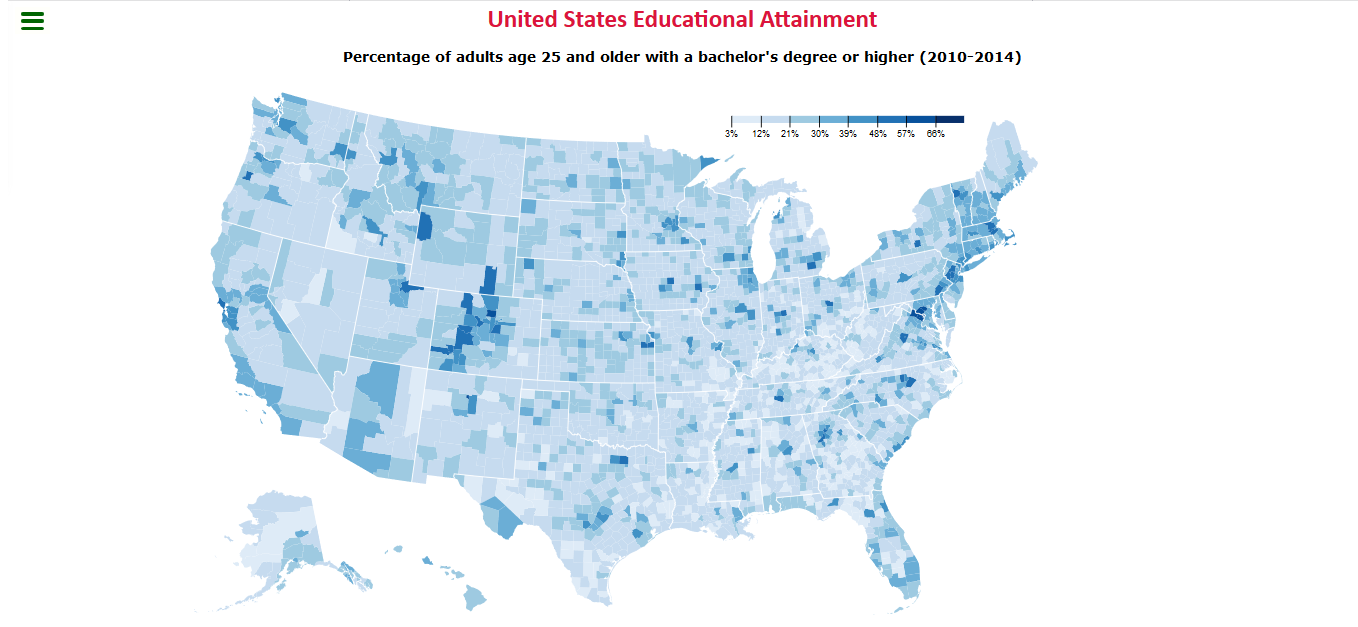 United States Educational Attainment
Percentage of adults age 25 and older with a bachelor's degree or higher (2010-2014)
3% 12% 21% 30% 39% 48% 57% 66%